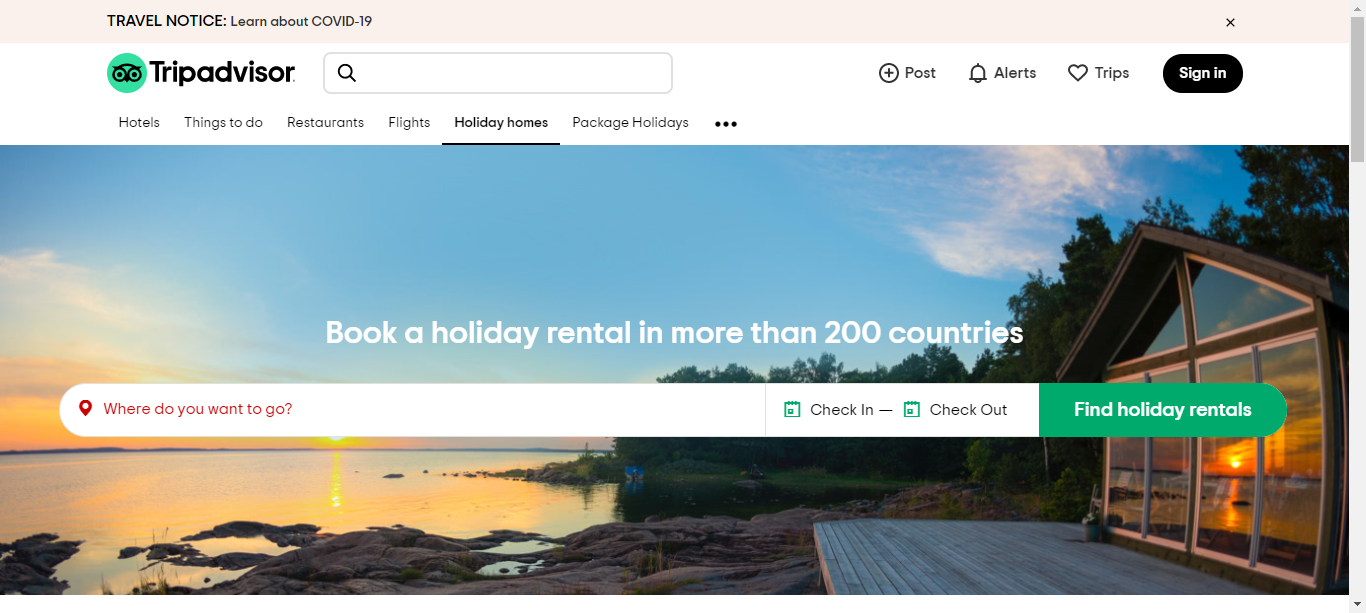 TRAVEL NOTICE: Learn about COVID-19
Tripadvisor
Post
Alerts
Trips
Sign in
Hotels
Things to do
Restaurants
Flights
Holiday homes
Package Holidays
Book a holiday rental in more than 200 countries
Where do you want to go?
Check In — Check Out
Find holiday rentals